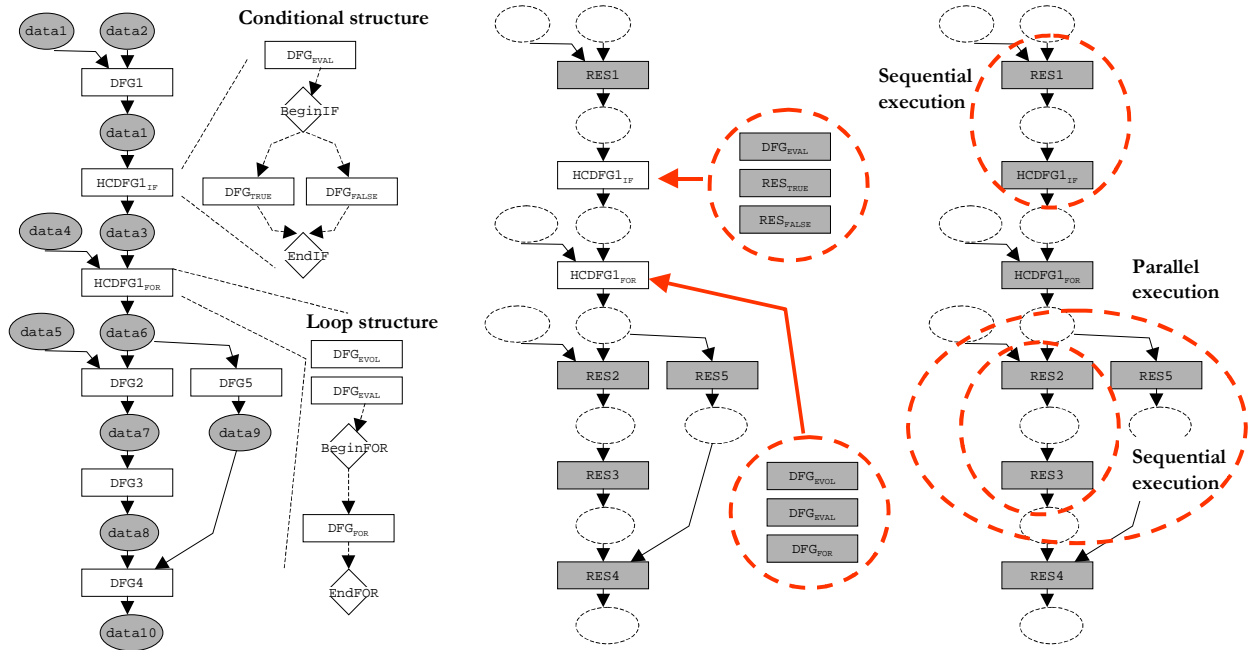 Conditional structure
data1
data2
DFG1
data1
HCDFG1IF
data4
data3
HCDFG1FOR
data5
data6
DFG2
DFG5
data7
data9
DFG3
data8
DFG4
data10
DFGEVAL
BeginIF
DFGTRUE
DFGFALSE
EndIF
Loop structure
DFGEVOL
DFGEVAL
BeginFOR
DFGFOR
EndFOR
RES1
HCDFG1IF
HCDFG1FOR
RES2
RES5
RES3
RES4
DFGEVAL
RESTRUE
RESFALSE
DFGEVOL
DFGEVAL
DFGFOR
Sequential
execution
RES1
HCDFG1IF
HCDFG1FOR
Parallel
execution
RES2
RES5
RES3
Sequential
execution
RES4